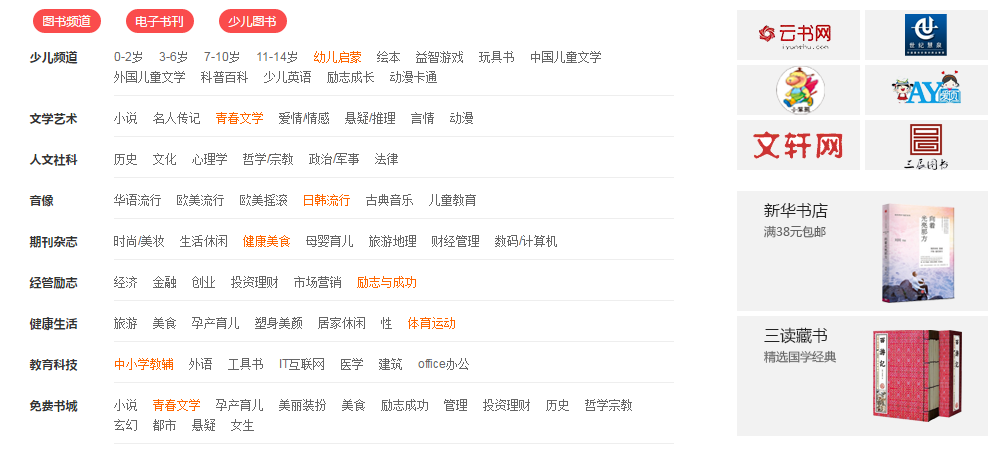 图书频道 电子书刊 少儿图书
少儿频道 0-2岁 3-6岁 7-10岁 11-14岁 幼儿启蒙 绘本 益智游戏 玩具书 中国儿童文学
外国儿童文学 科普百科 少儿英语 励志成长 动漫卡通
文学艺术 小说 名人传记 青春文学 爱情/情感 悬疑/推理 言情 动漫
人文社科 历史 文化 心理学 哲学/宗教 政治/军事 法律
音像 华语流行 欧美流行 欧美摇滚 日韩流行 古典音乐 儿童教育
期刊杂志 时尚/美妆 生活休闲 健康美食 母婴育儿 旅游地理 财经管理 数码/计算机
经管励志 经济 金融 创业 投资理财 市场营销 励志与成功
健康生活 旅游 美食 孕产育儿 塑身美颜 居家休闲 性 体育运动
教育科技 中小学教辅 外语 工具书 IT互联网 医学 建筑 office办公
免费书城 小说 青春文学 孕产育儿 美丽装扮 美食 励志成功 管理 投资理财 历史 哲学宗教
玄幻 都市 悬疑 女生
云书网
iyunshu.com
世纪慧泉
AY爱阅
文轩网
三辰图书
新华书店
满38元包邮
向着
光亮那方
三读藏书
精选国学经典
西游记